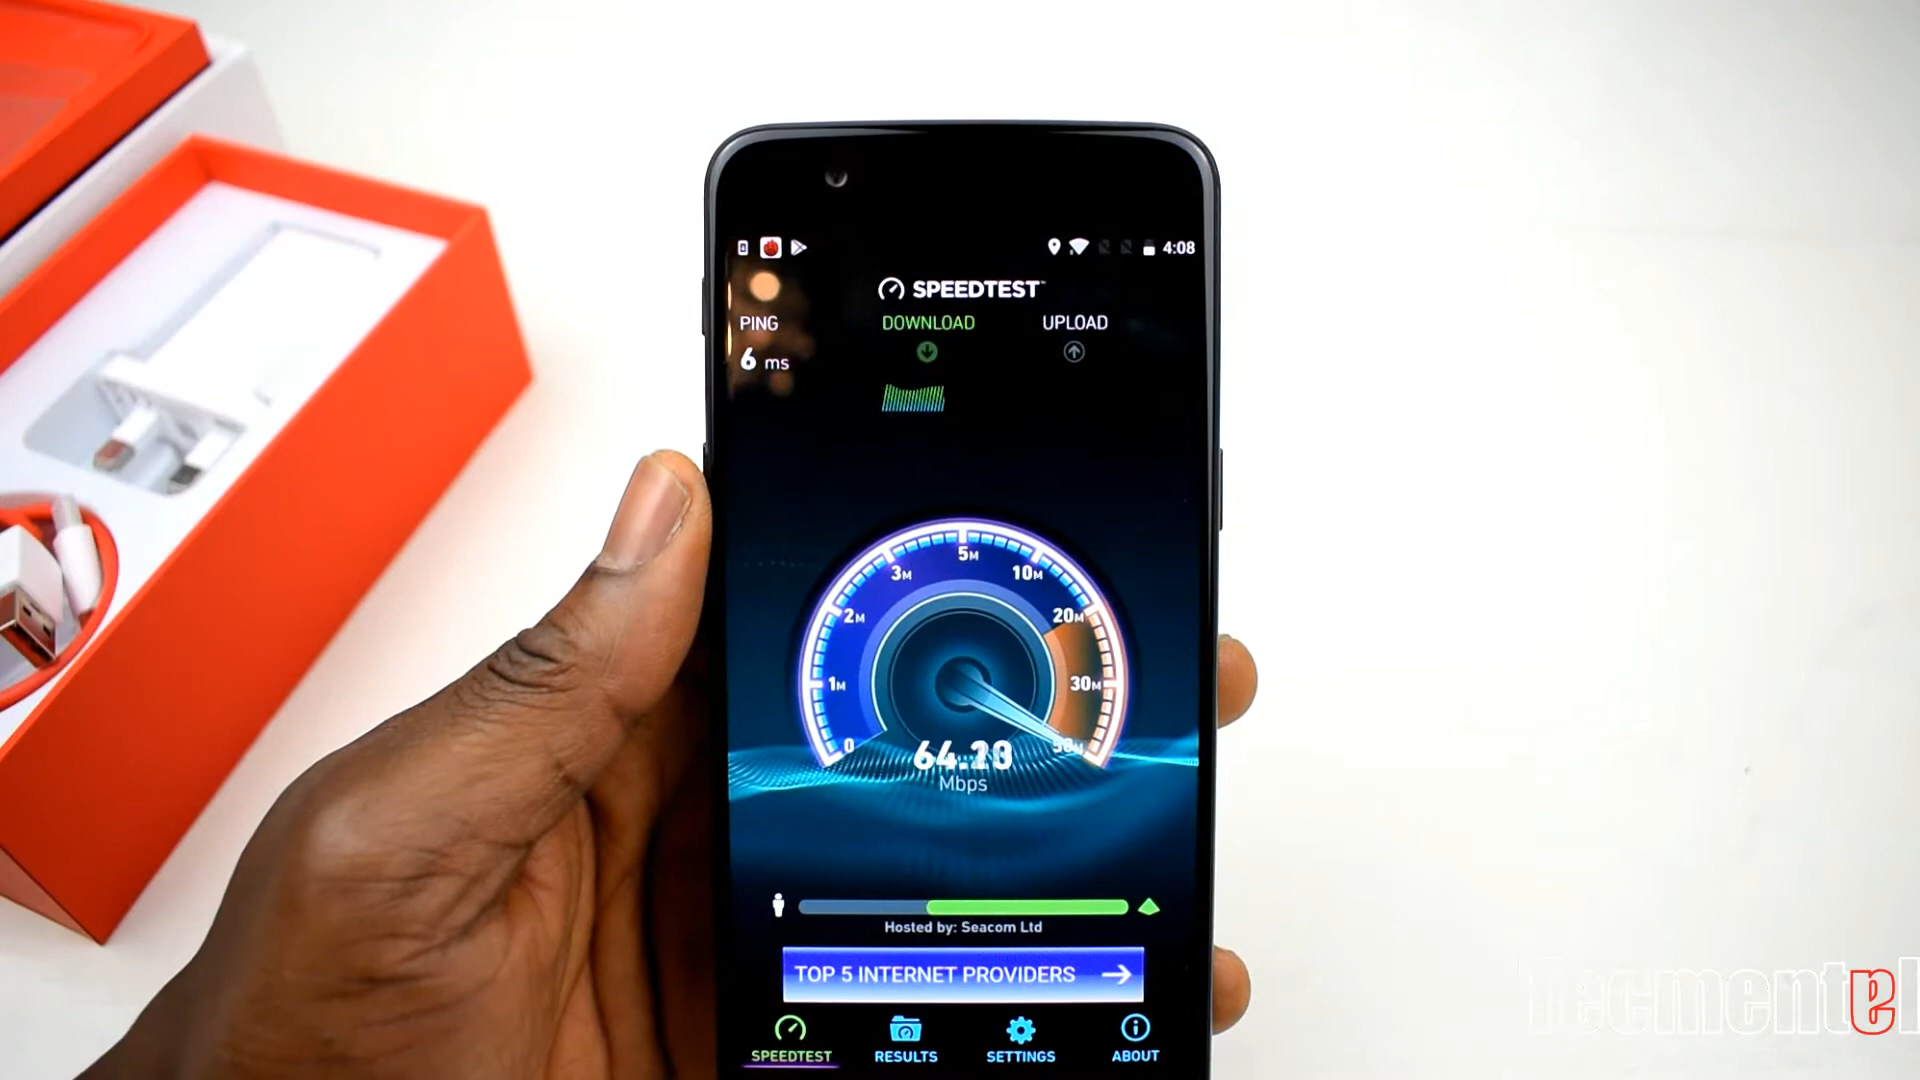 4:08
SPEEDTEST
PING
DOWNLOAD
UPLOAD
6 ms
5M
3M
10M
2M
20M
1M
30M
0
Mbps
Hosted by: Seacom Ltd
TOP 5 INTERNET PROVIDERS
SPEEDTEST
RESULTS
SETTINGS
ABOUT